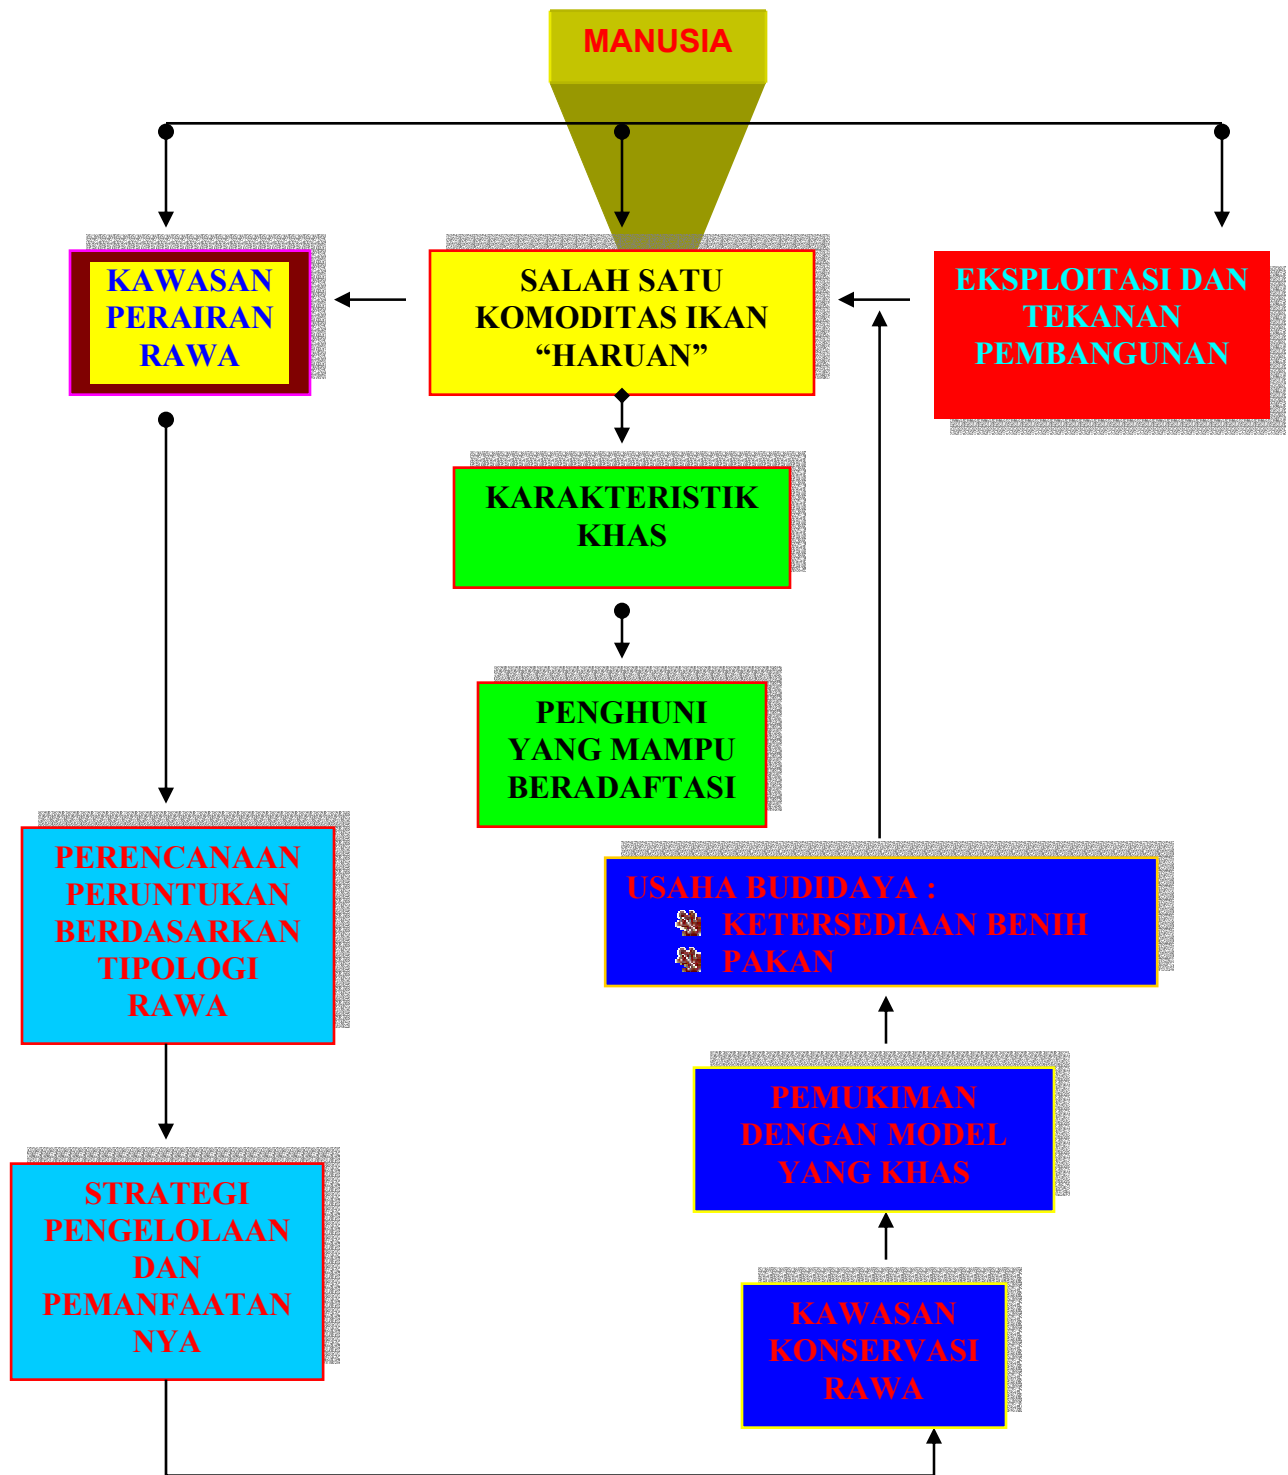 MANUSIA
KAWASAN
PERAIRAN
RAWA
SALAH SATU
KOMODITAS IKAN
“HARUAN”
EKSPLOITASI DAN
TEKANAN
PEMBANGUNAN
KARAKTERISTIK
KHAS
PENGHUNI
YANG MAMPU
BERADAFTASI
PERENCANAAN
PERUNTUKAN
BERDASARKAN
TIPOLOGI
RAWA
USAHA BUDIDAYA :
KETERSEDIAAN BENIH
PAKAN
PEMUKIMAN
DENGAN MODEL
YANG KHAS
STRATEGI
PENGELOLAAN
DAN
PEMANFAATAN
NYA
KAWASAN
KONSERVASI
RAWA